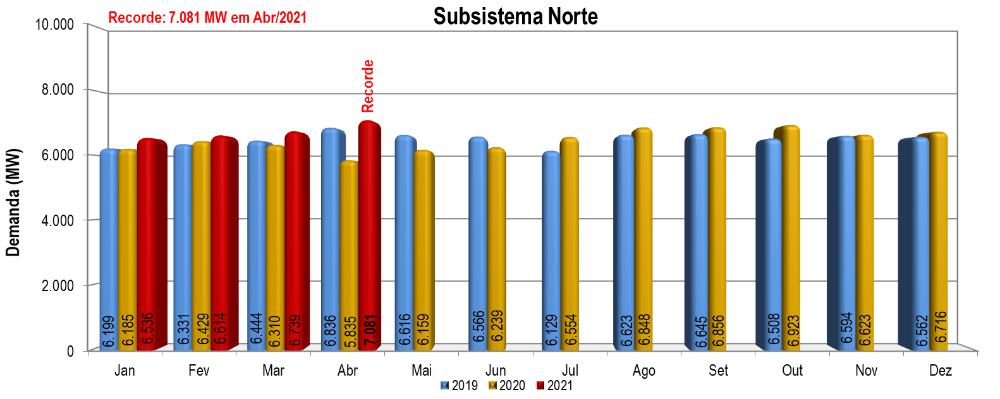 Subsistema Norte
Recorde: 7.081 MW em Abr/2021
Recorde
Demanda (MW)
10.000
8.000
6.000
4.000
2.000
0
6.199
6.185
6.536
6.331
6.429
6.614
6.444
6.310
6.739
6.836
5.835
7.081
6.616
6.159
6.566
6.239
6.129
6.554
6.623
6.848
6.645
6.856
6.508
6.923
6.594
6.623
6.562
6.716
Jan
Fev
Mar
Abr
Mai
Jun
Jul
Ago
Set
Out
Nov
Dez
2019
2020
2021